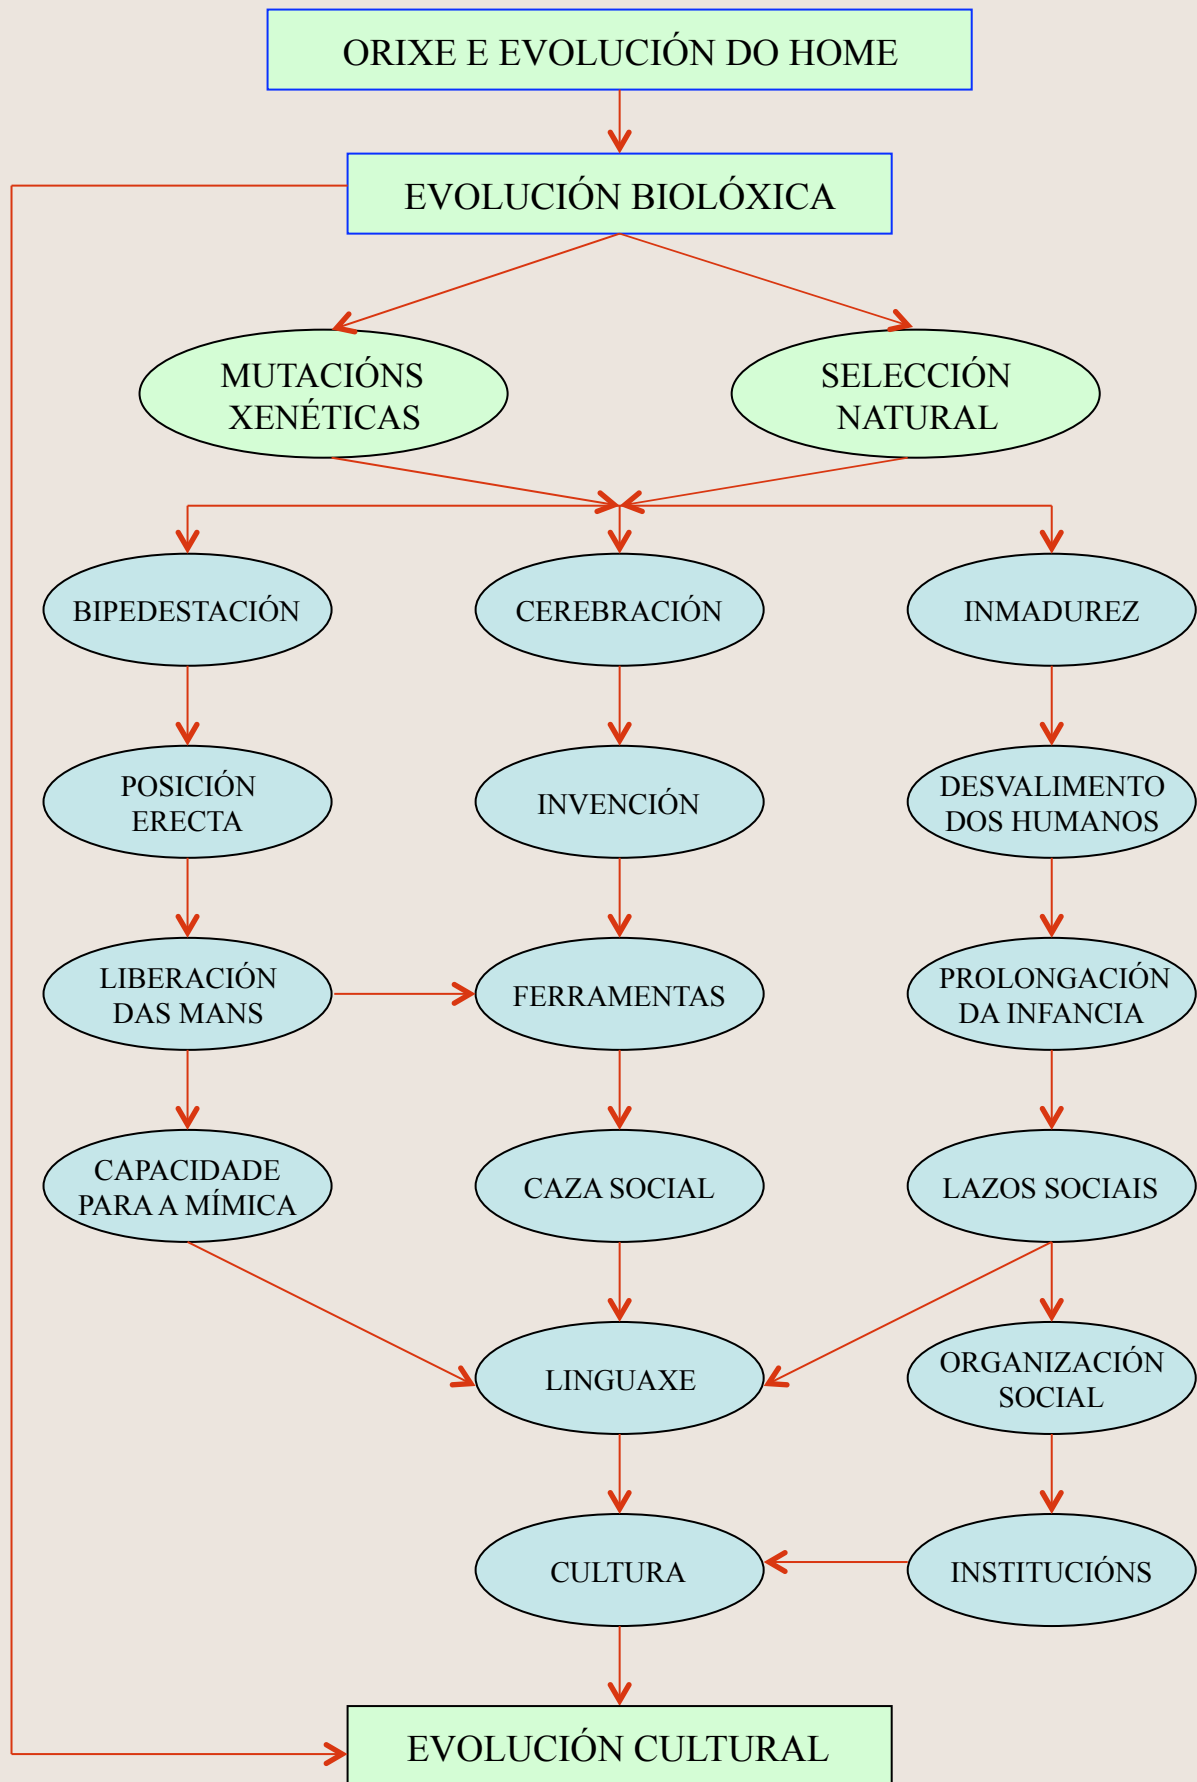 ORIXE E EVOLUCIÓN DO HOME
EVOLUCIÓN BIOLÓXICA
MUTACIÓNS
XENÉTICAS
SELECCIÓN
NATURAL
BIPEDESTACIÓN
CEREBRACIÓN
INMADUREZ
POSICIÓN
ERECTA
INVENCIÓN
DESVALIMENTO
DOS HUMANOS
LIBERACIÓN
DAS MANS
FERRAMENTAS
PROLONGACIÓN
DA INFANCIA
CAPACIDADE
PARA A MÍMICA
CAZA SOCIAL
LAZOS SOCIAIS
LINGUAXE
ORGANIZACIÓN
SOCIAL
CULTURA
INSTITUCIÓNS
EVOLUCIÓN CULTURAL